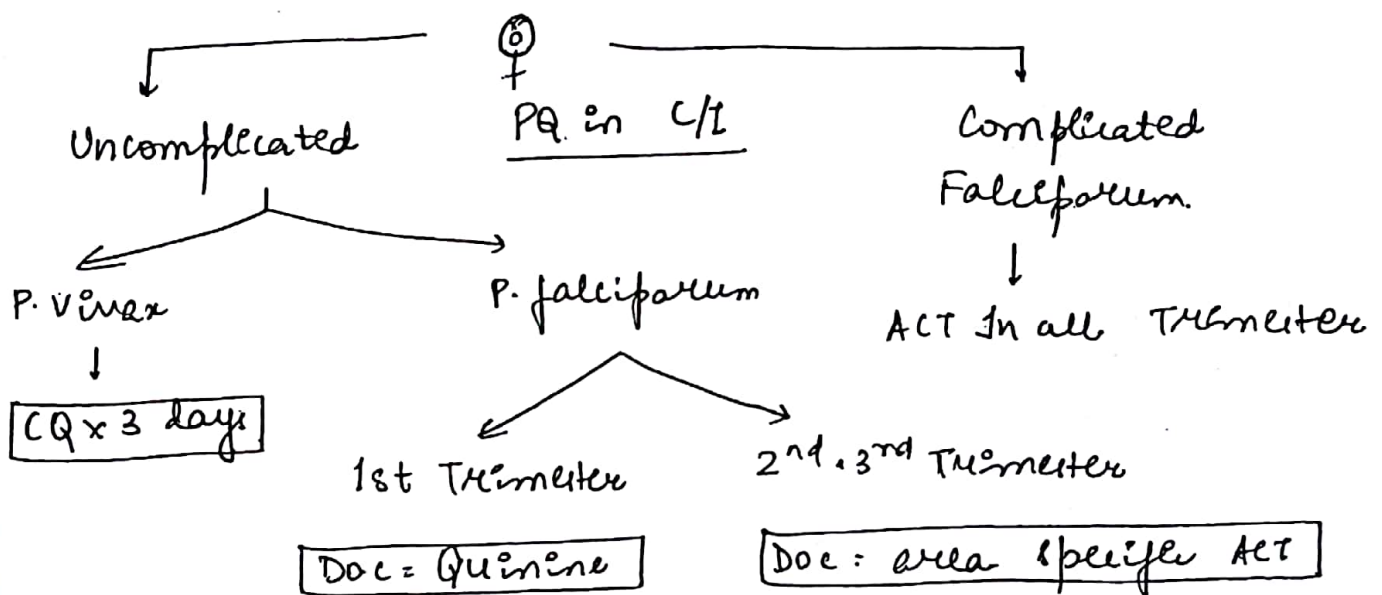 PQ in C/I
Uncomplicated
Complicated
Falciparum.
P. Vivax
P. falciparum
ACT In all Trimester
CQ x 3 days
1st Trimester
2nd, 3rd Trimester
Doc = Quinine
Doc : area specific ACT